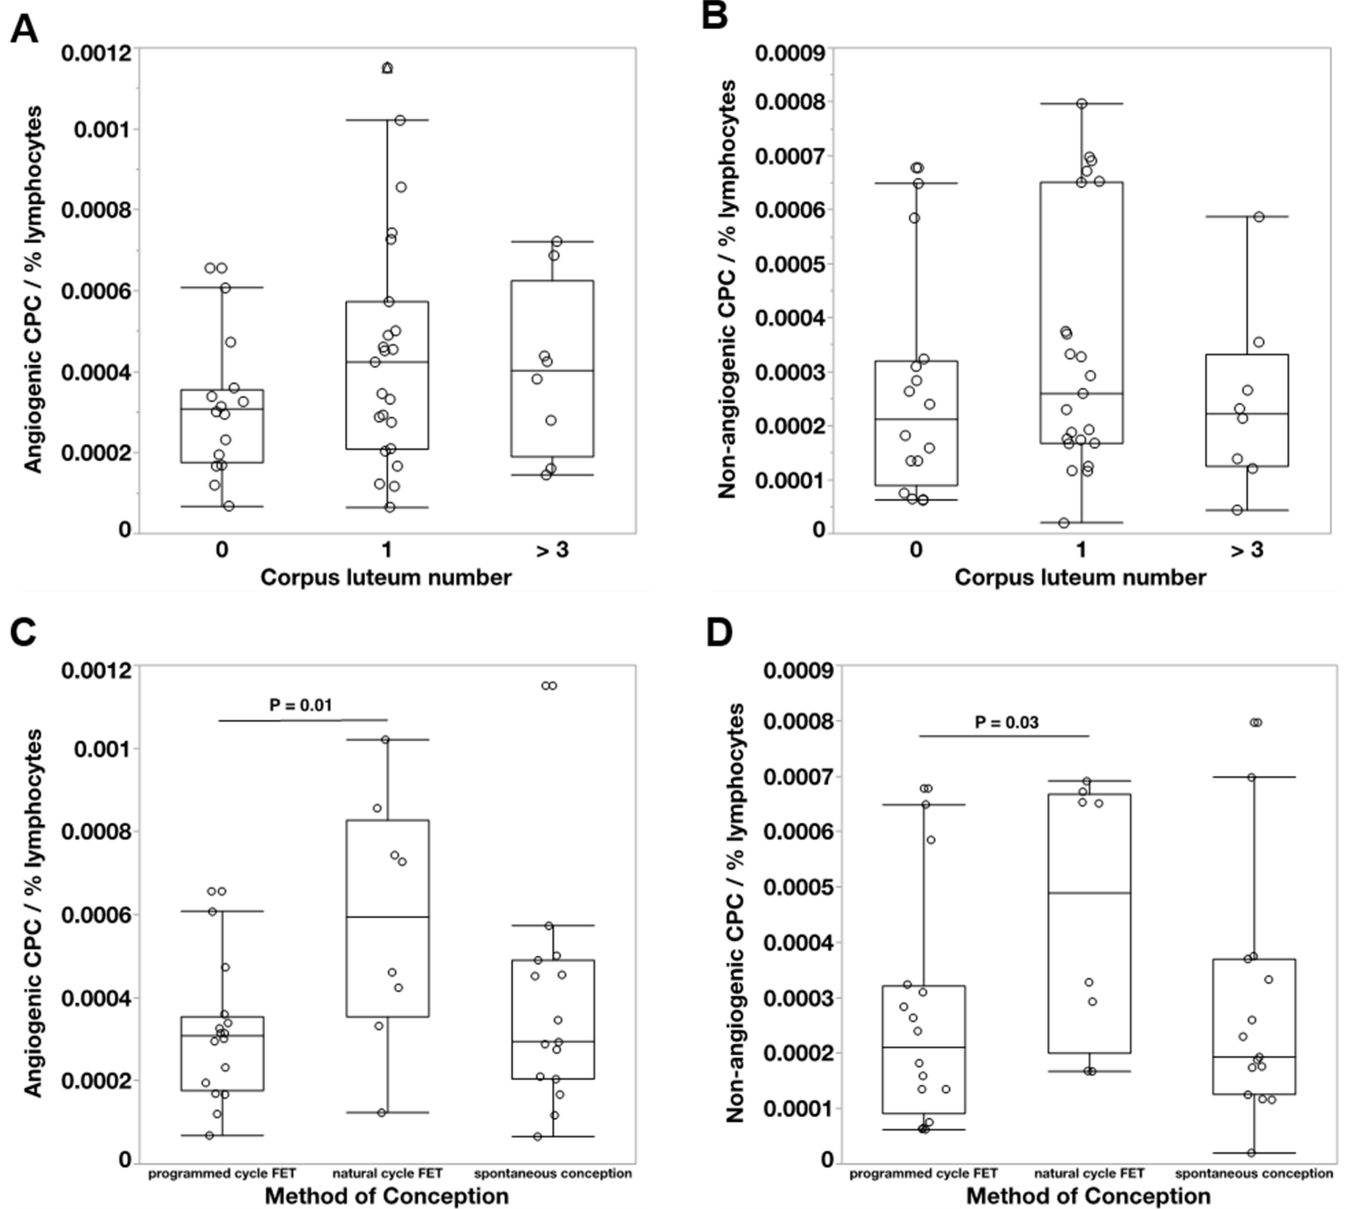 A
Angiogenic CPC / % lymphocytes
0.0012
0.001
0.0008
0.0006
0.0004
0.0002
0
0 1 > 3
Corpus luteum number
B
Non-angiogenic CPC / % lymphocytes
0.0009
0.0008
0.0007
0.0006
0.0005
0.0004
0.0003
0.0002
0.0001
0
0 1 > 3
Corpus luteum number
C
Angiogenic CPC / % lymphocytes
0.0012
0.001
0.0008
0.0006
0.0004
0.0002
0
P = 0.01
programmed cycle FET natural cycle FET spontaneous conception
Method of Conception
D
Non-angiogenic CPC / % lymphocytes
0.0009
0.0008
0.0007
0.0006
0.0005
0.0004
0.0003
0.0002
0.0001
0
P = 0.03
programmed cycle FET natural cycle FET spontaneous conception
Method of Conception